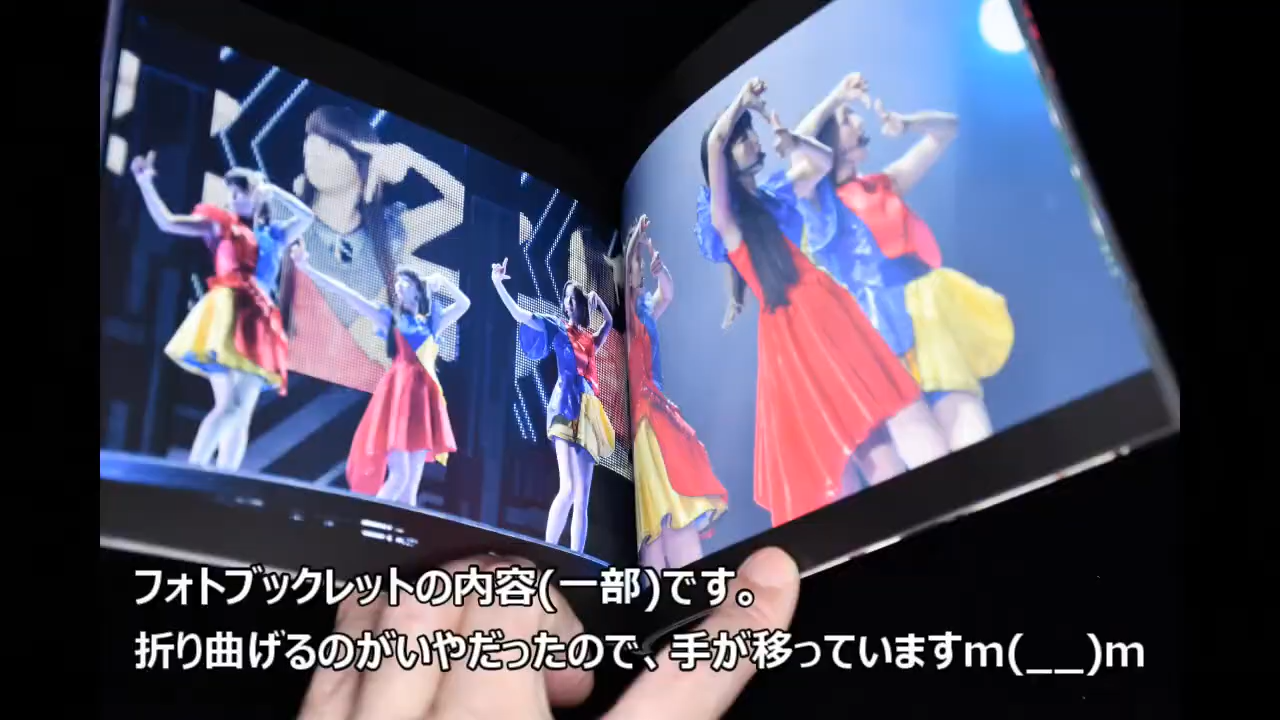 フォトブックレットの内容(一部)です。
折り曲げるのがいやだったので、手が移っていますm(__)m